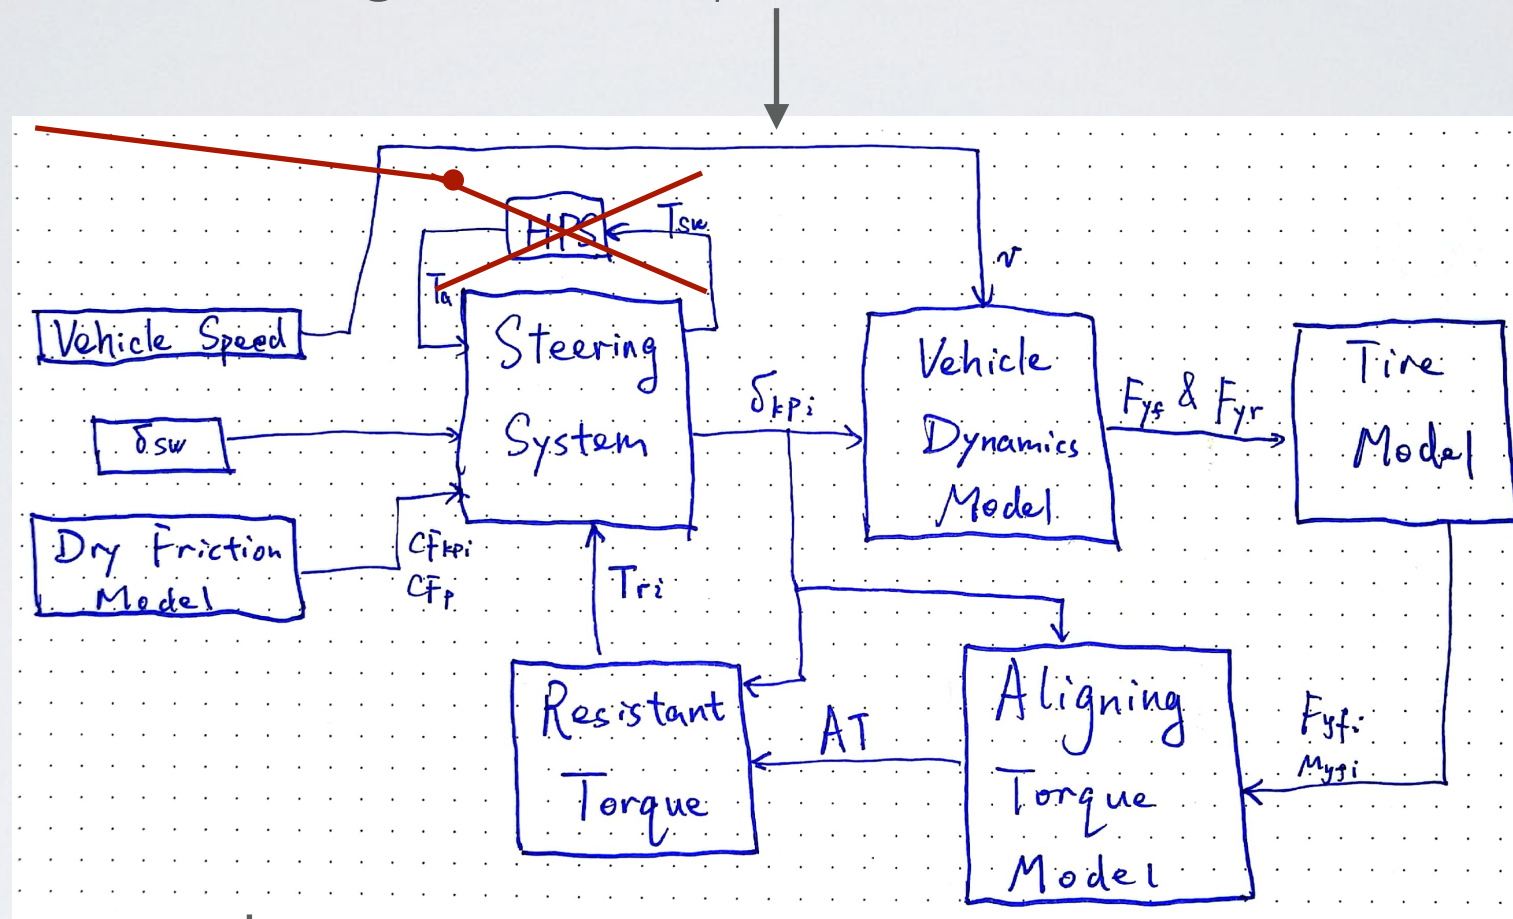 HPS
Tsw
Ta
v
Vehicle Speed
Steering
System
δsw
Dry Friction
Model
CFkpi
CFp
Tri
δkpi
Vehicle
Dynamics
Model
Fyf & Fyr
Tire
Model
Resistant
Torque
AT
Aligning
Torque
Model
Fyfi
Myfi